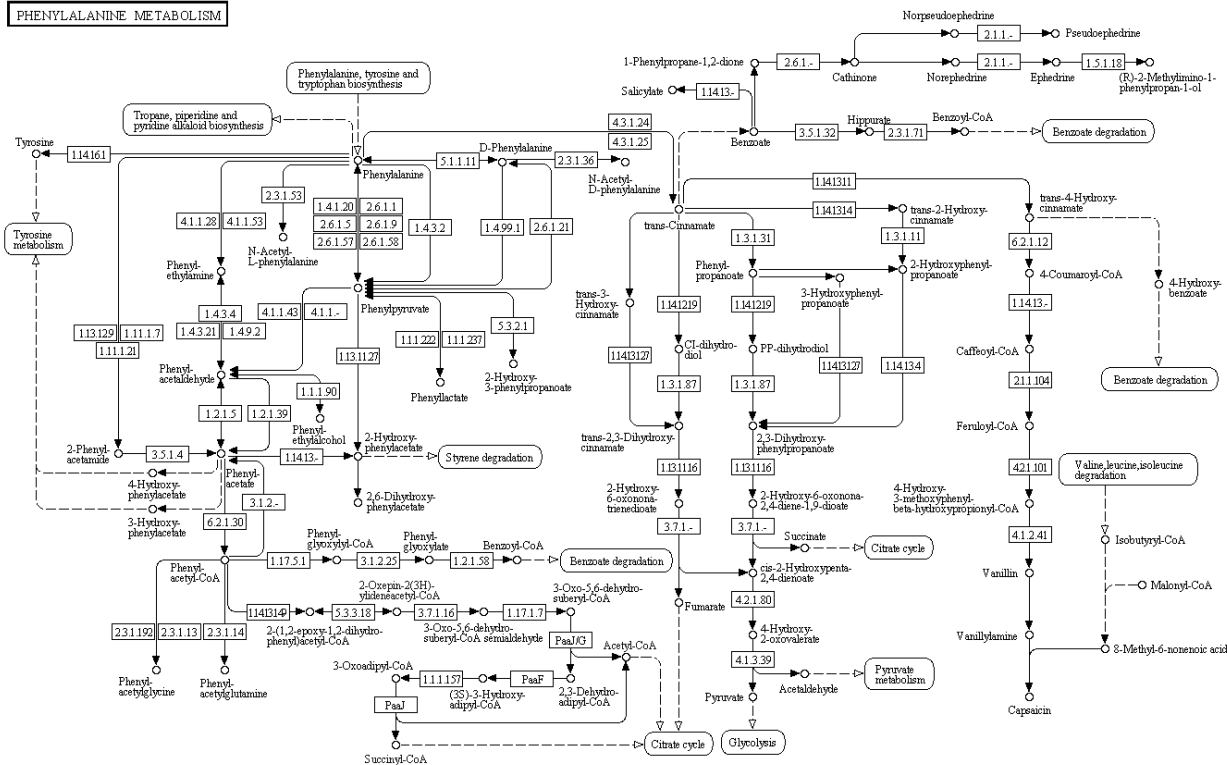 PHENYLALANINE METABOLISM
Norpseudoephedrine
2.1.1.-
Pseudoephedrine
1-Phenylpropane-1,2-dione
2.6.1.-
Cathinone
Norephedrine
2.1.1.-
Ephedrine
1.5.1.18
(R)-2-Methylimino-1-
phenylpropan-1-ol
Phenylalanine, tyrosine and
tryptophan biosynthesis
Salicylate
1.14.13.-
Tropane, piperidine and
pyridine alkaloid biosynthesis
4.3.1.24
4.3.1.25
Benzoate
3.5.1.32
Hippurate
2.3.1.71
Benzoyl-CoA
Benzoate degradation
Tyrosine
1.14.16.1
Phenylalanine
5.1.1.11
D-Phenylalanine
2.3.1.36
N-Acetyl-
D-phenylalanine
2.3.1.53
N-Acetyl-
L-phenylalanine
4.1.1.28
4.1.1.53
1.4.1.20
2.6.1.1
2.6.1.5
2.6.1.9
2.6.1.57
2.6.1.58
1.4.3.2
1.4.99.1
2.6.1.21
Tyrosine
metabolism
trans-Cinnamate
1.14.13.11
1.14.13.14
trans-2-Hydroxy-
cinnamate
trans-4-Hydroxy-
cinnamate
1.3.1.31
1.3.1.11
6.2.1.12
Phenyl-
ethylamine
Phenyl-
propanoate
2-Hydroxyphenyl-
propanoate
4-Coumaroyl-CoA
4-Hydroxy-
benzoate
Phenylpyruvate
trans-3-
Hydroxy-
cinnamate
3-Hydroxyphenyl-
propanoate
1.4.3.4
1.4.3.21
1.4.9.2
4.1.1.43
4.1.1.-
1.14.12.19
1.14.12.19
1.14.13.-
1.13.12.9
1.11.1.7
1.11.1.21
1.13.11.27
1.1.1.222
1.1.1.237
5.3.2.1
1.14.13.127
CI-dihydro-
diol
PP-dihydrodiol
1.14.13.127
1.14.13.4
Caffeoyl-CoA
Phenyl-
acetaldehyde
1.1.1.90
Phenyllactate
2-Hydroxy-
3-phenylpropanoate
1.3.1.87
1.3.1.87
2.1.1.104
Benzoate degradation
1.2.1.5
1.2.1.39
Phenyl-
ethylcohol
trans-2,3-Dihydroxy-
cinnamate
2,3-Dihydroxy-
phenylpropanoate
Feruloyl-CoA
2-Phenyl-
acetamide
3.5.1.4
Phenyl-
acetate
1.14.13.-
2-Hydroxy-
phenylacetate
Styrene degradation
1.13.11.16
1.13.11.16
4.2.1.101
Valine, leucine, isoleucine
degradation
4-Hydroxy-
phenylacetate
3-Hydroxy-
phenylacetate
3.1.2.-
6.2.1.30
2,6-Dihydroxy-
phenylacetate
2-Hydroxy-
6-oxonona-
trienedioate
2-Hydroxy-6-oxonona-
2,4-diene-1,9-dioate
4-Hydroxy-
3-methoxyphenyl-
beta-hydroxypropionyl-CoA
3.7.1.-
3.7.1.-
4.1.2.41
Succinate
Citrate cycle
Isobutyryl-CoA
Phenyl-
acetyl-CoA
1.17.5.1
Phenyl-
glyoxylyl-CoA
3.1.2.25
Phenyl-
glyoxylate
1.2.1.58
Benzoyl-CoA
Benzoate degradation
cis-2-Hydroxypenta-
2,4-dienoate
Vanillin
Malonyl-CoA
1.14.13.149
5.3.3.18
2-Oxepin-2(3H)-
ylideneacetyl-CoA
3.7.1.16
1.17.1.7
3-Oxo-5,6-dehydro-
suberyl-CoA
2-(1,2-epoxy-1,2-dihydro-
phenyl)acetyl-CoA
3-Oxo-5,6-dehydro-
suberyl-CoA semialdehyde
Fumarate
4.2.1.80
2.3.1.192
2.3.1.13
2.3.1.14
PaaJ/G
Acetyl-CoA
4-Hydroxy-
2-oxovalerate
Vanillylamine
8-Methyl-6-nonenoic acid
Phenyl-
acetylglycine
Phenyl-
acetylglutamine
3-Oxoadipyl-CoA
1.1.1.157
PaaF
(3S)-3-Hydroxy-
adipyl-CoA
2,3-Dehydro-
adipyl-CoA
4.1.3.39
Acetaldehyde
Pyruvate
metabolism
PaaJ
Pyruvate
Capsaicin
Succinyl-CoA
Citrate cycle
Glycolysis